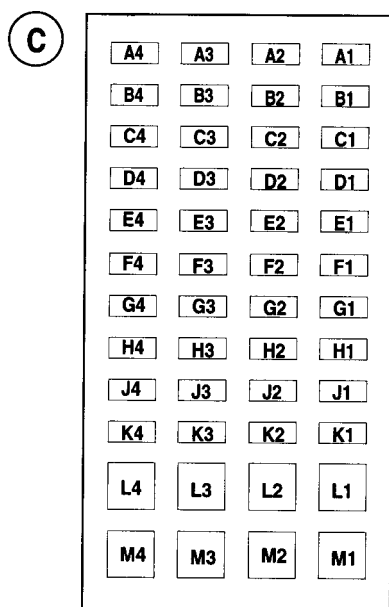 C
A4 A3 A2 A1
B4 B3 B2 B1
C4 C3 C2 C1
D4 D3 D2 D1
E4 E3 E2 E1
F4 F3 F2 F1
G4 G3 G2 G1
H4 H3 H2 H1
J4 J3 J2 J1
K4 K3 K2 K1
L4 L3 L2 L1
M4 M3 M2 M1